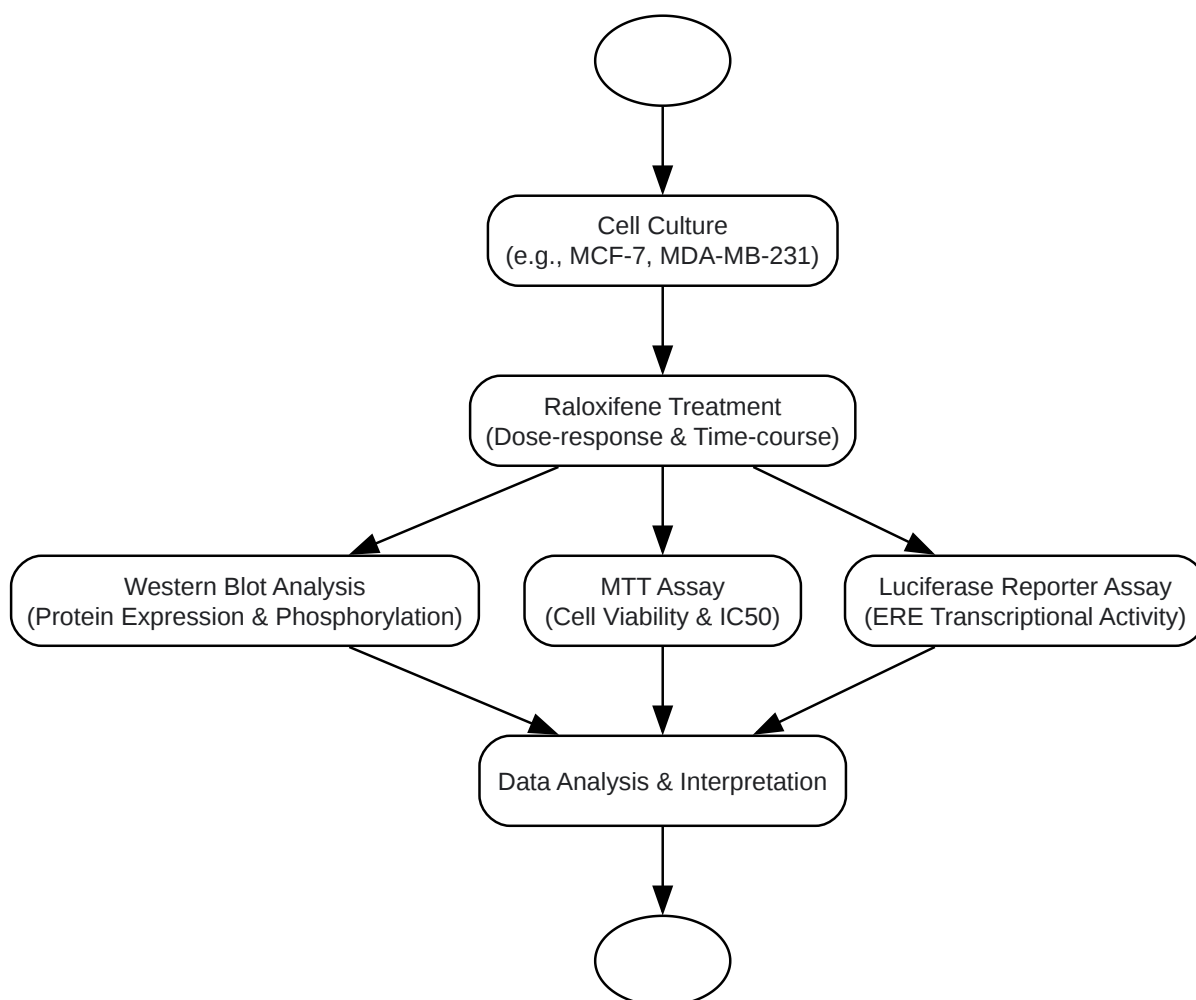 Cell Culture
(e.g., MCF-7, MDA-MB-231)
Raloxifene Treatment
(Dose-response & Time-course)
Western Blot Analysis
(Protein Expression & Phosphorylation)
MTT Assay
(Cell Viability & IC50)
Luciferase Reporter Assay
(ERE Transcriptional Activity)
Data Analysis & Interpretation